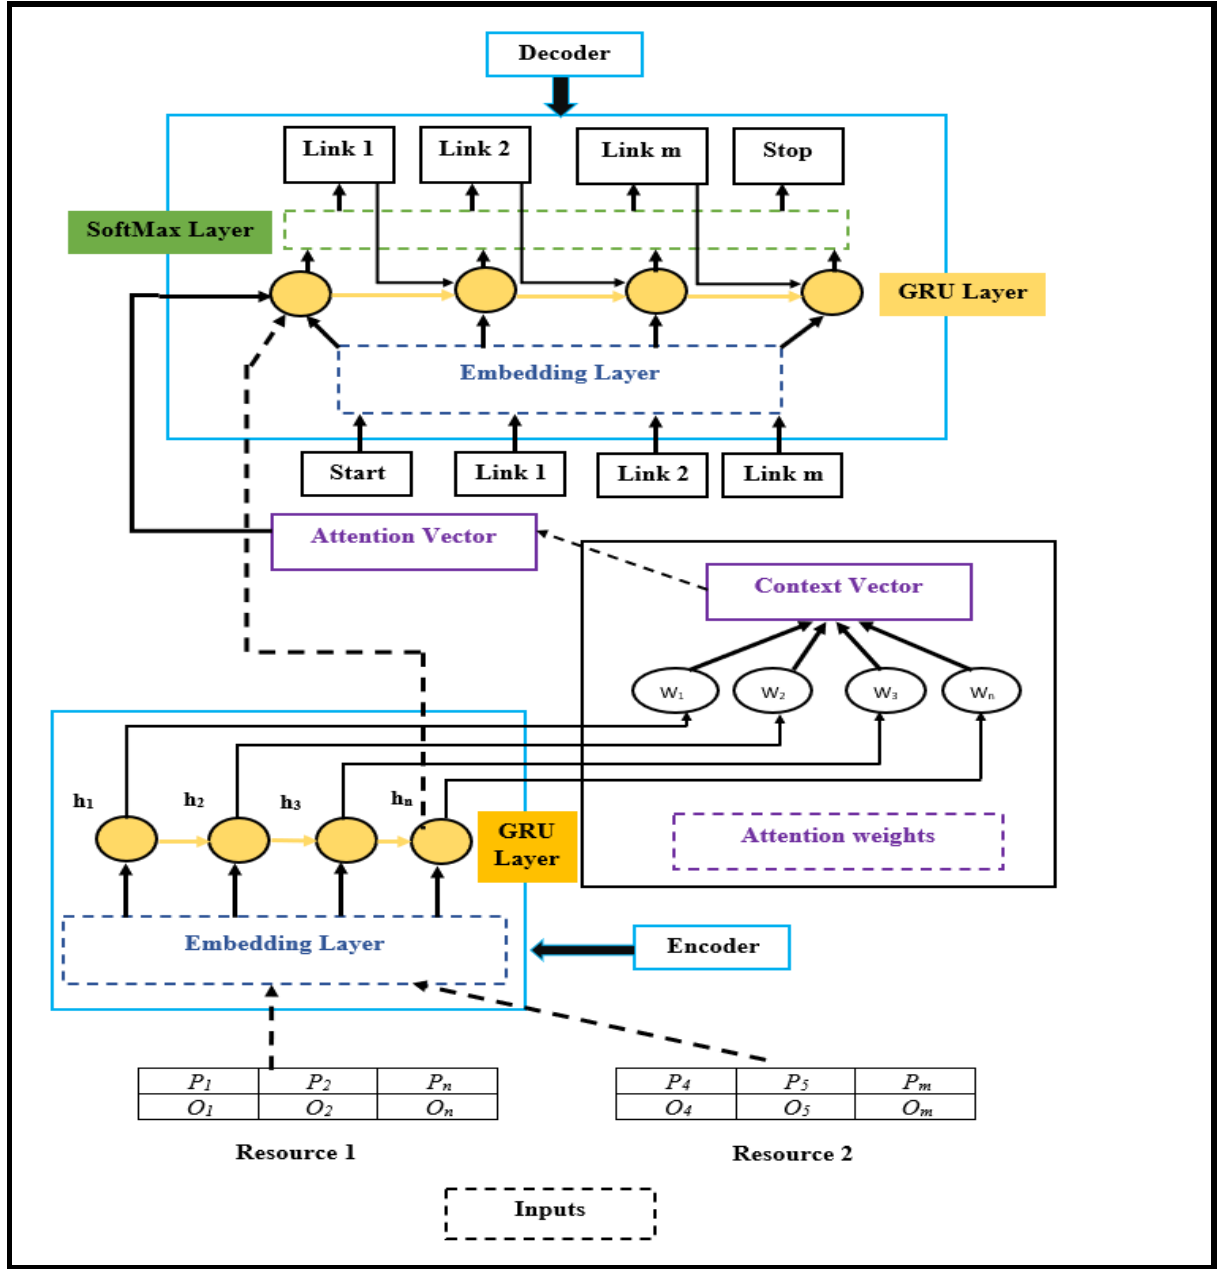 Decoder
Link 1 Link 2 Link m Stop
SoftMax Layer
GRU Layer
Embedding Layer
Start Link 1 Link 2 Link m
Attention Vector
Context Vector
W₁ W₂ W₃ Wₙ
h₁ h₂ h₃ hₙ
GRU
Layer
Attention weights
Embedding Layer
Encoder
P₁ P₂ Pₙ P₄ P₅ Pₘ
O₁ O₂ Oₙ O₄ O₅ Oₘ
Resource 1 Resource 2
Inputs